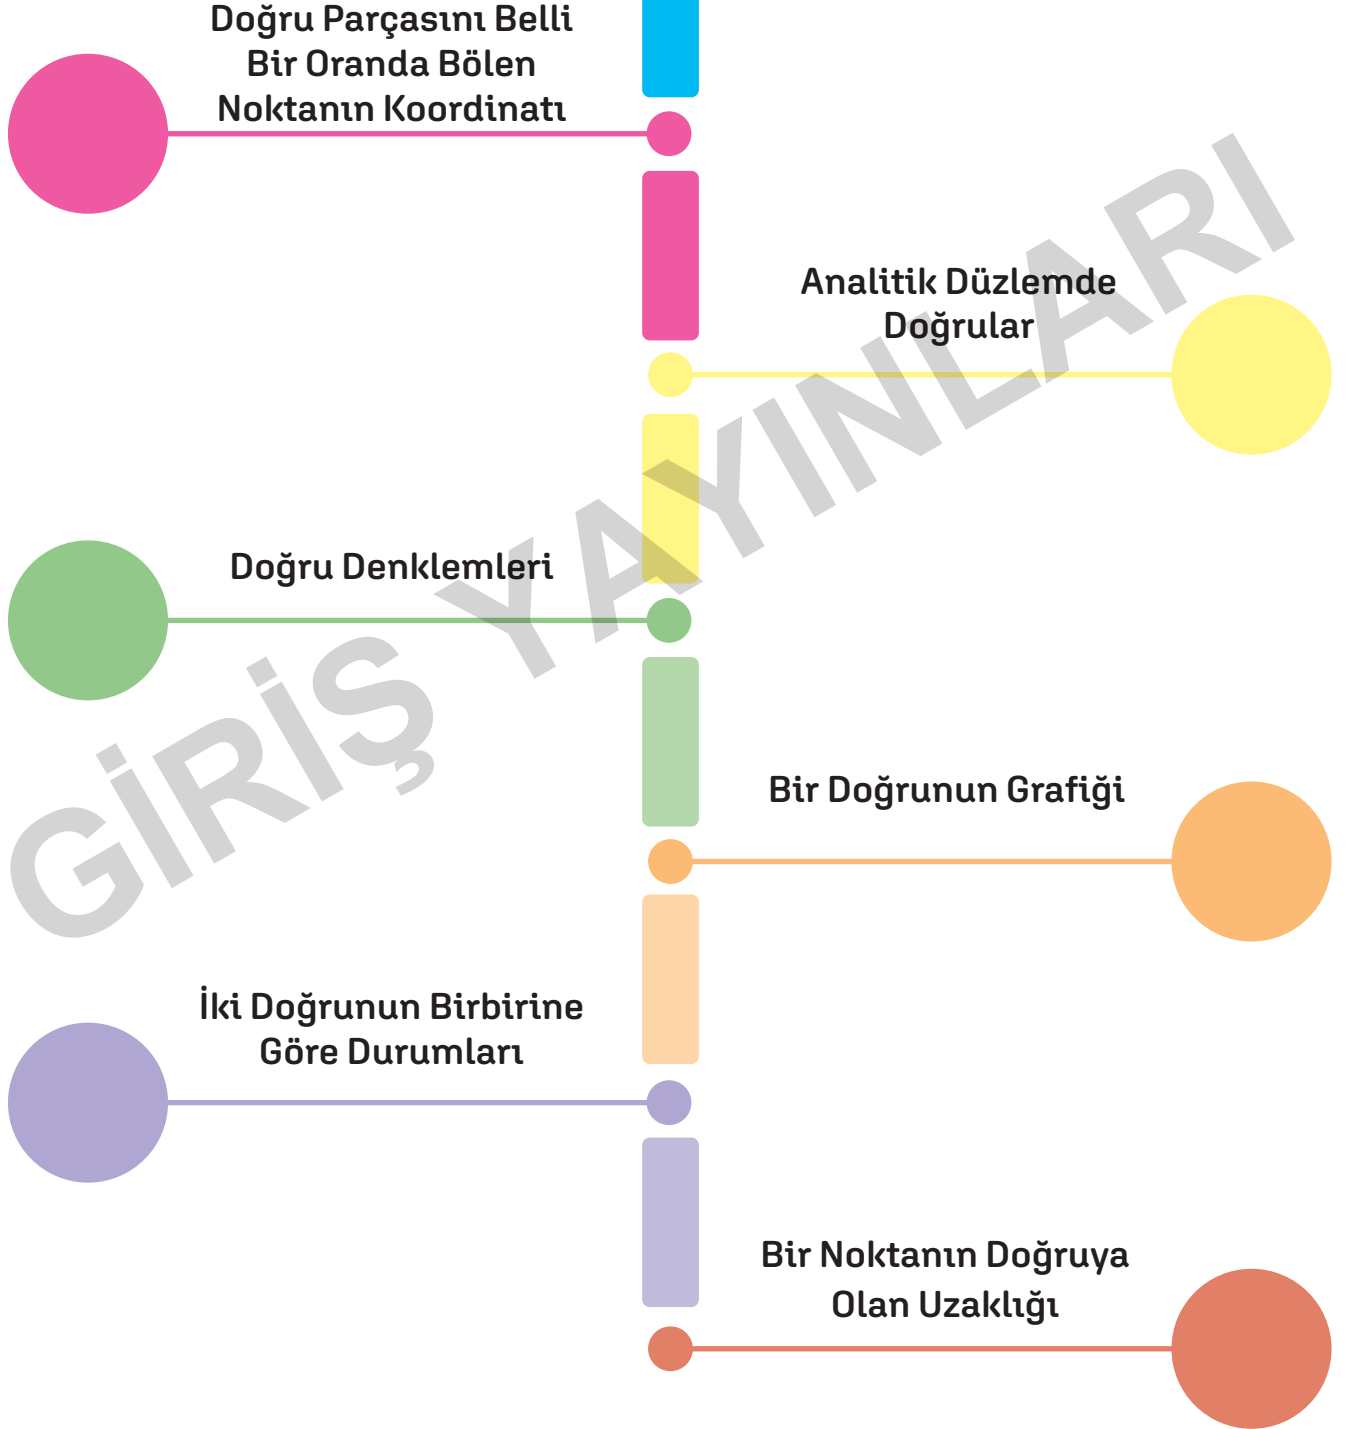 Doğru Parçasını Belli
Bir Oranda Bölen
Noktanın Koordinatı
Analitik Düzlemde
Doğrular
Doğru Denklemleri
Bir Doğrunun Grafiği
İki Doğrunun Birbirine
Göre Durumları
Bir Noktanın Doğruya
Olan Uzaklığı
GİRİŞ YAYINLARI